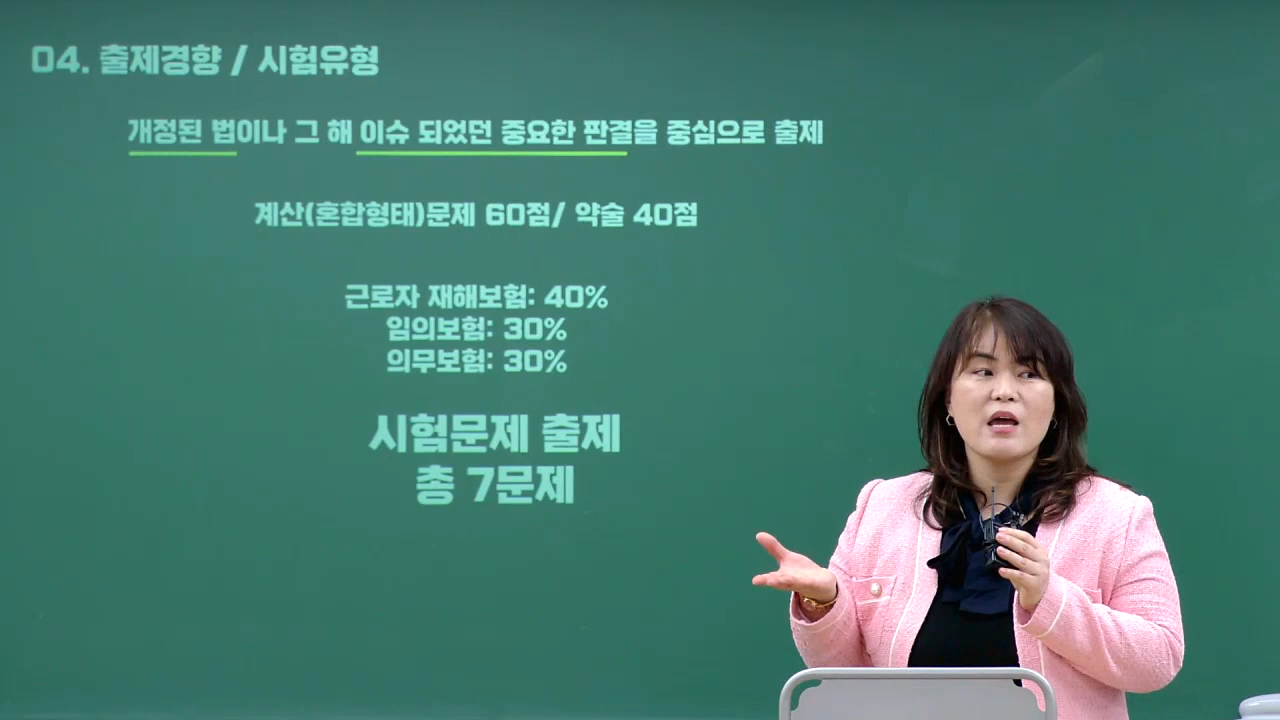 04. 출제경향 / 시험유형
개정된 법이나 그 해 이슈 되었던 중요한 판결을 중심으로 출제
계산(혼합형태)문제 60점/ 약술 40점
근로자 재해보험: 40%
임의보험: 30%
의무보험: 30%
시험문제 출제
총 7문제